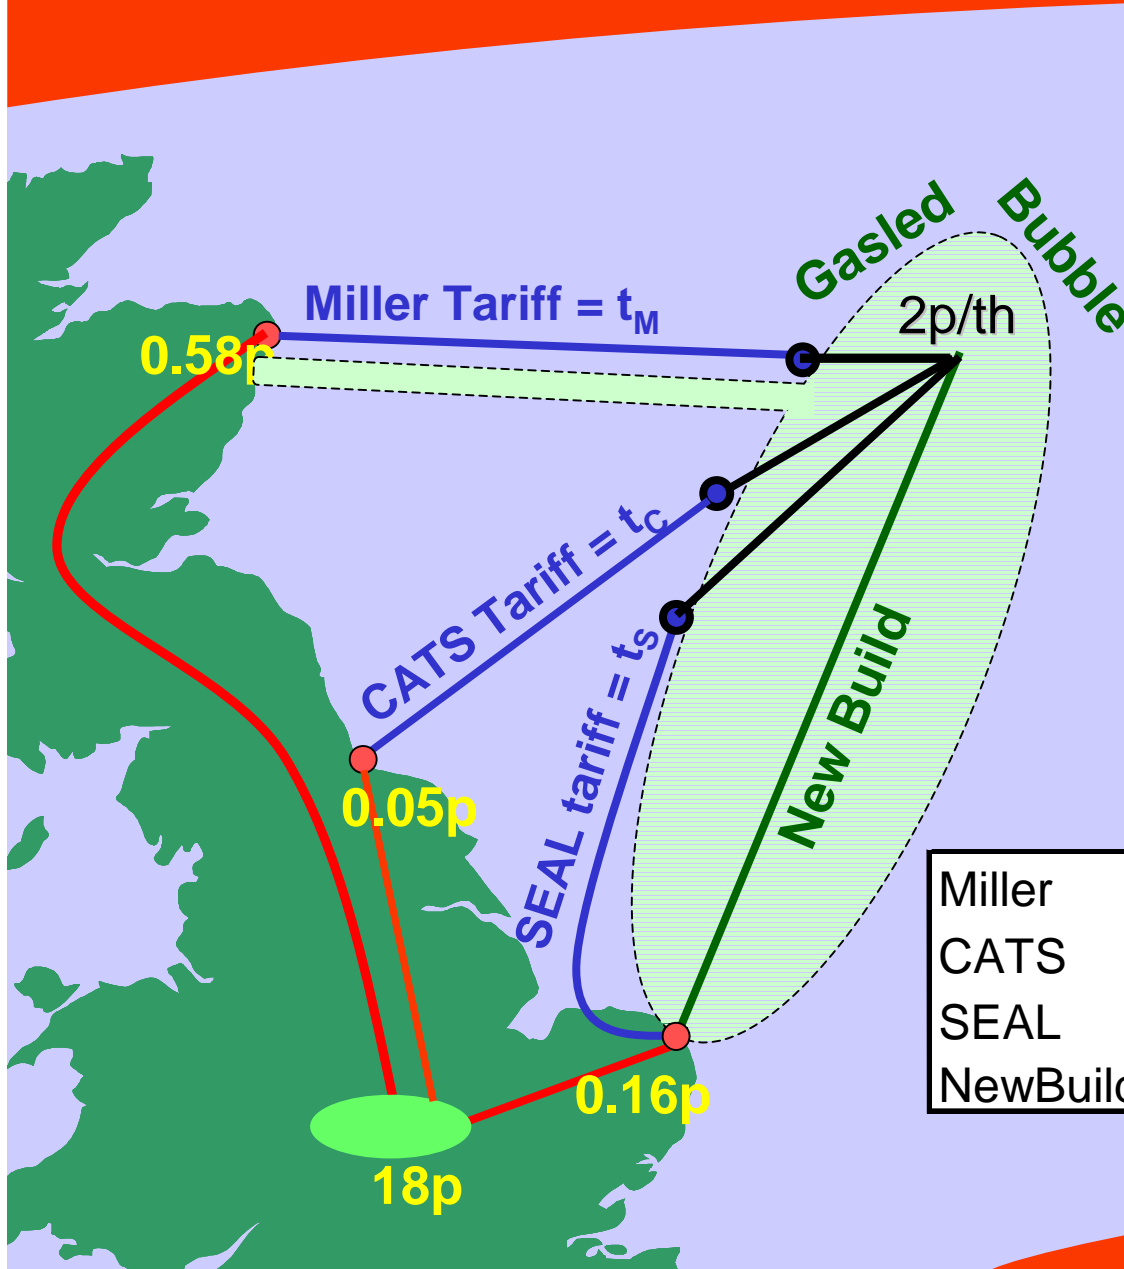 Gasled Bubble
Miller Tariff = tM
2p/th
0.58p
CATS Tariff = tC
SEAL tariff = tS
New Build
0.05p
Miller
CATS
SEAL
NewBuild
0.16p
18p